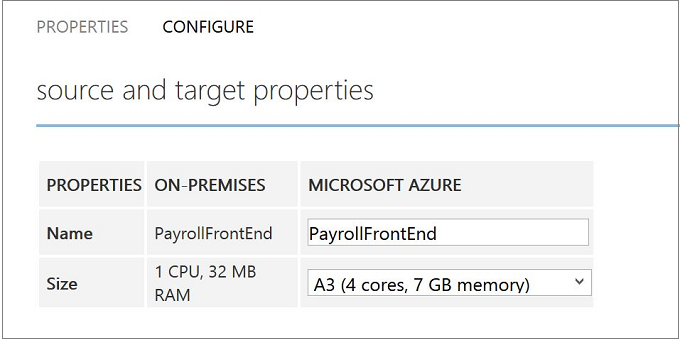 PROPERTIES CONFIGURE
source and target properties
PROPERTIES ON-PREMISES MICROSOFT AZURE
Name PayrollFrontEnd PayrollFrontEnd
Size 1 CPU, 32 MB RAM A3 (4 cores, 7 GB memory)